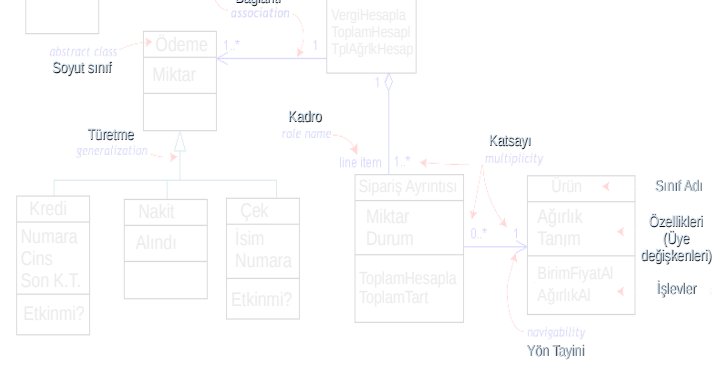 Bağlantı
association
VergiHesapla
ToplamHesapl
TplAğrlkHesap
abstract class
Soyut sınıf
Ödeme
1..*
1
Miktar
1
Kadro
role name
Türetme
generalization
Katsayı
multiplicity
line item
1..*
Sipariş Ayrıntısı
Miktar
Durum
ToplamHesapla
ToplamTart
0..*
1
Ürün
Sınıf Adı
Ağırlık
Tanım
Özellikleri
(Üye
değişkenleri)
BirimFiyatAl
AğırlıkAl
İşlevler
navigability
Yön Tayini
Kredi
Numara
Cins
Son K.T.
Etkinmi?
Nakit
Alındı
Çek
İsim
Numara
Etkinmi?